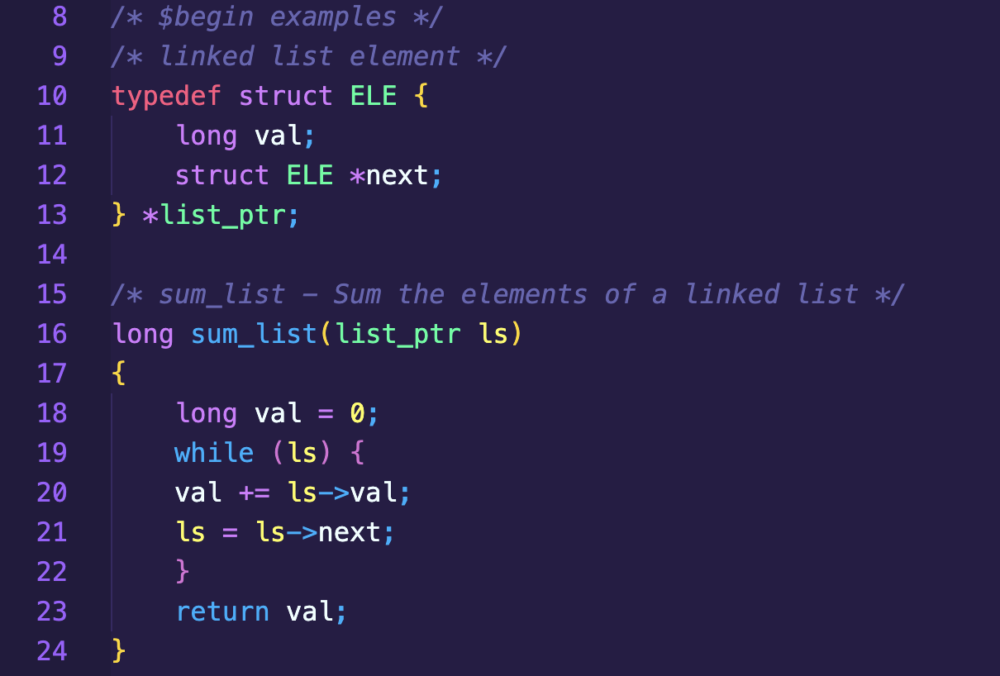 8 /* $begin examples */
9 /* linked list element */
10 typedef struct ELE {
11     long val;
12     struct ELE *next;
13 } *list_ptr;
14
15 /* sum_list - Sum the elements of a linked list */
16 long sum_list(list_ptr ls)
17 {
18     long val = 0;
19     while (ls) {
20     val += ls->val;
21     ls = ls->next;
22     }
23     return val;
24 }